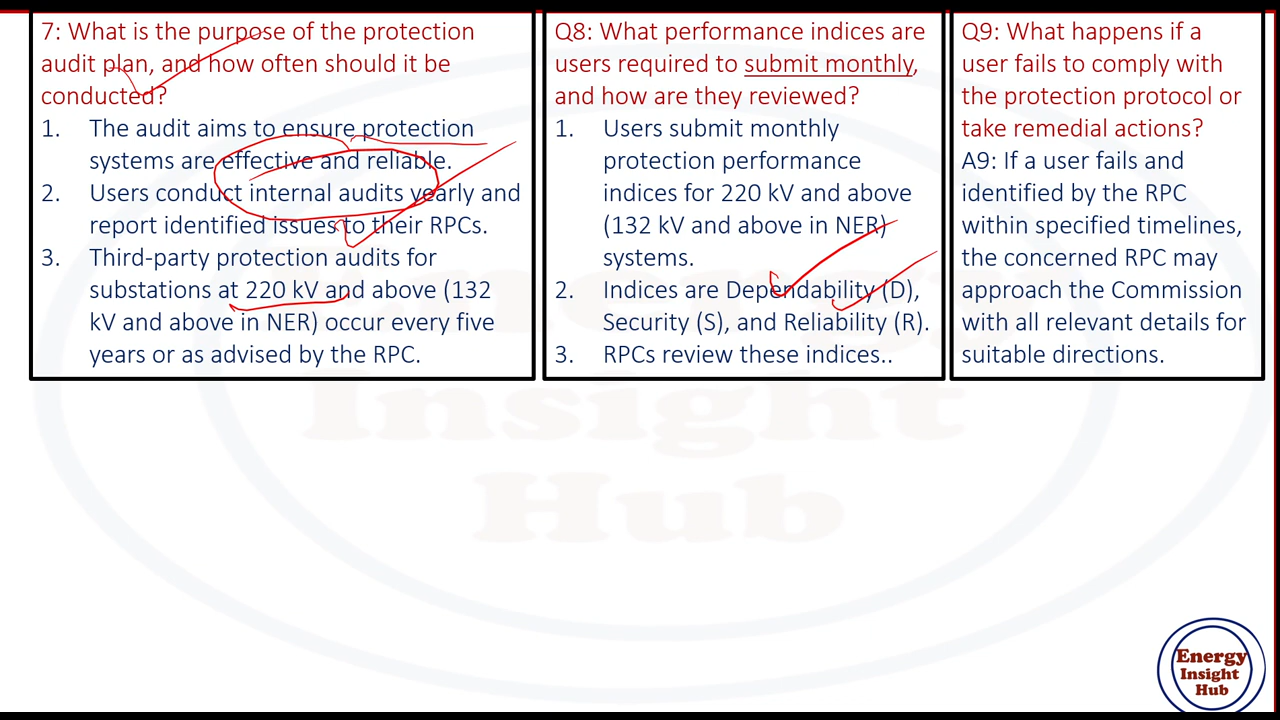 7: What is the purpose of the protection
audit plan, and how often should it be
conducted?
1. The audit aims to ensure protection
systems are effective and reliable.
2. Users conduct internal audits yearly and
report identified issues to their RPCs.
3. Third-party protection audits for
substations at 220 kV and above (132
kV and above in NER) occur every five
years or as advised by the RPC.
Q8: What performance indices are
users required to submit monthly,
and how are they reviewed?
1. Users submit monthly
protection performance
indices for 220 kV and above
(132 kV and above in NER)
systems.
2. Indices are Dependability (D),
Security (S), and Reliability (R).
3. RPCs review these indices..
Q9: What happens if a
user fails to comply with
the protection protocol or
take remedial actions?
A9: If a user fails and
identified by the RPC
within specified timelines,
the concerned RPC may
approach the Commission
with all relevant details for
suitable directions.
Energy
Insight
Hub
Energy
Insight
Hub